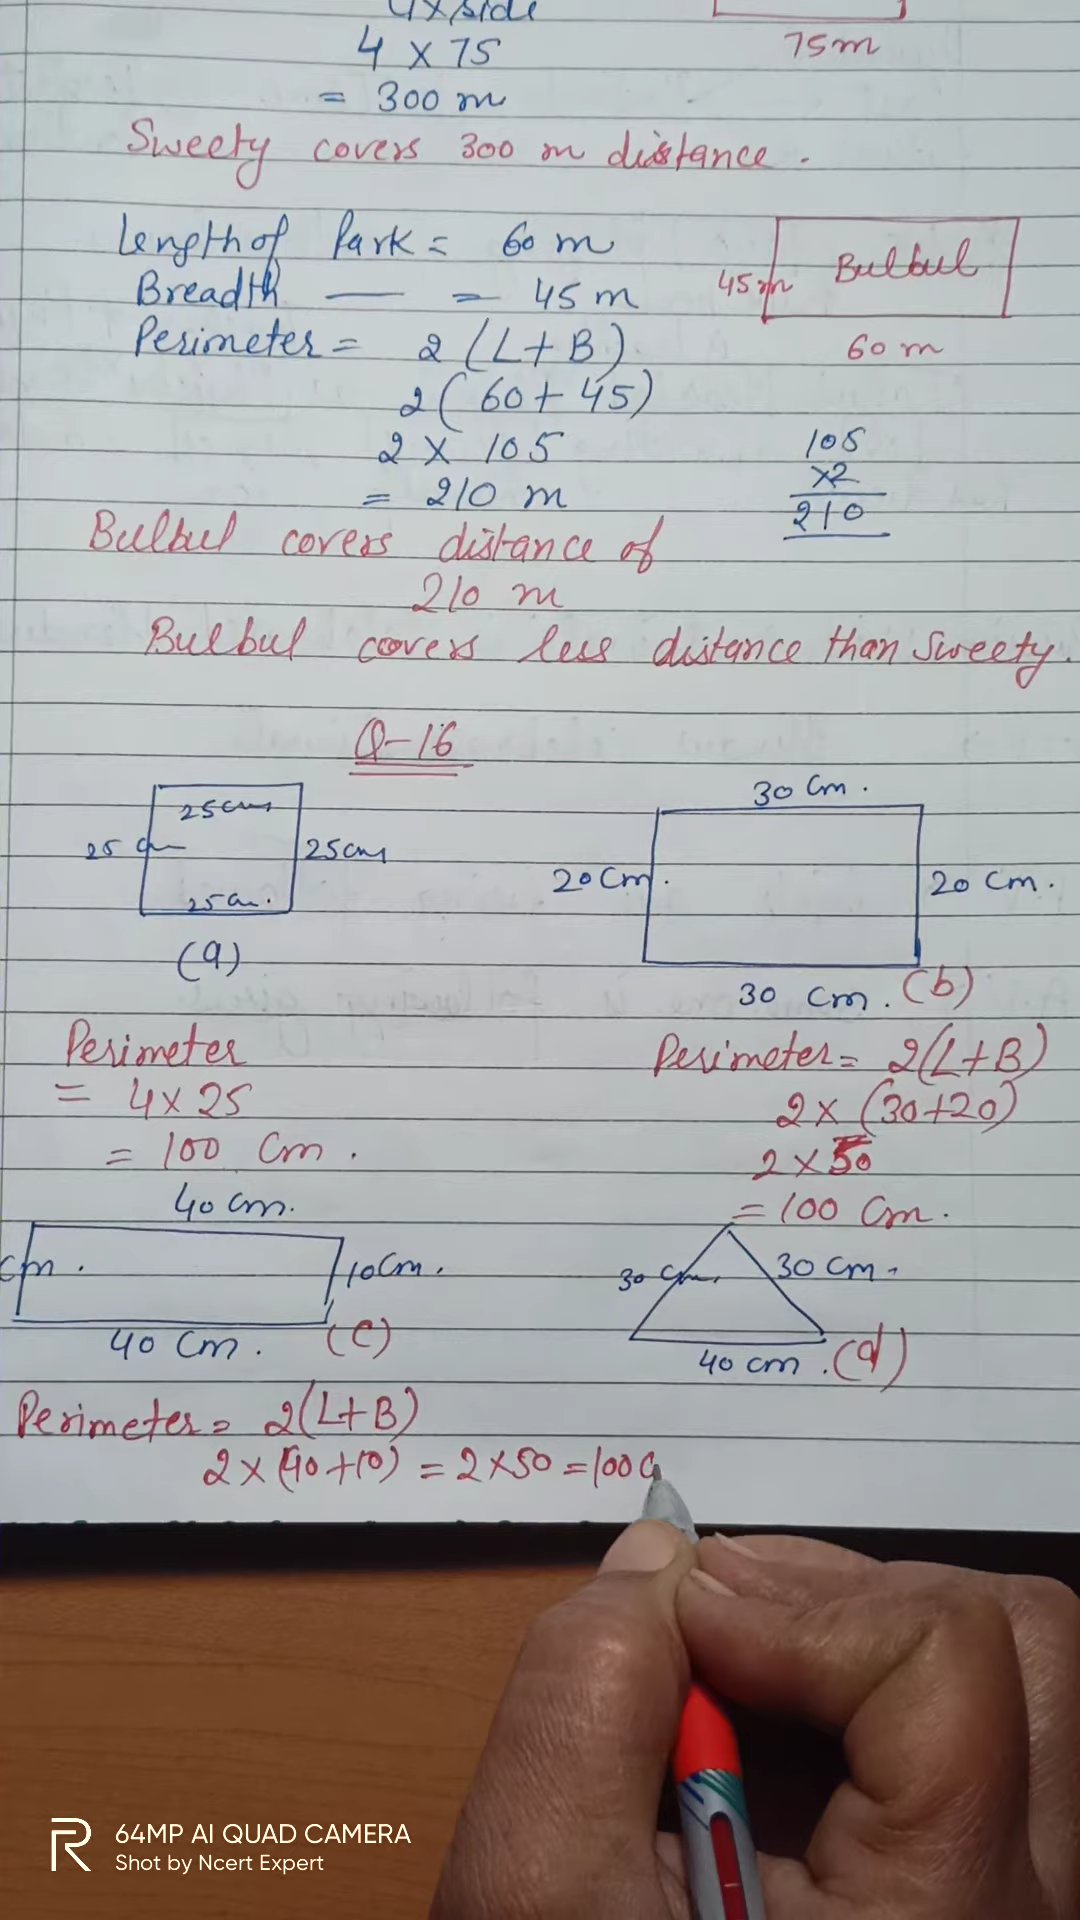 4 x side
4 x 75
75m
= 300 m
Sweety covers 300 m distance.
Length of Park = 60 m
Breadth — = 45 m
45m Bulbul
Perimeter = 2 (L+B)
60 m
2 (60+45)
2 x 105
105
x2
210
= 210 m
Bulbul covers distance of
210 m
Bulbul covers less distance than Sweety.
Q-16
25cm
25 cm
25cm
25cm.
(a)
30 cm.
20 cm.
20 cm.
30 cm. (b)
Perimeter
= 4 x 25
= 100 cm.
Perimeter = 2(L+B)
2 x (30+20)
2 x 50
= 100 cm.
40 cm.
cm.
10cm.
40 cm. (c)
30 cm.
30 cm.
40 cm. (d)
Perimeter = 2(L+B)
2 x (40+10) = 2 x 50 = 100 c
64MP AI QUAD CAMERA
Shot by Ncert Expert